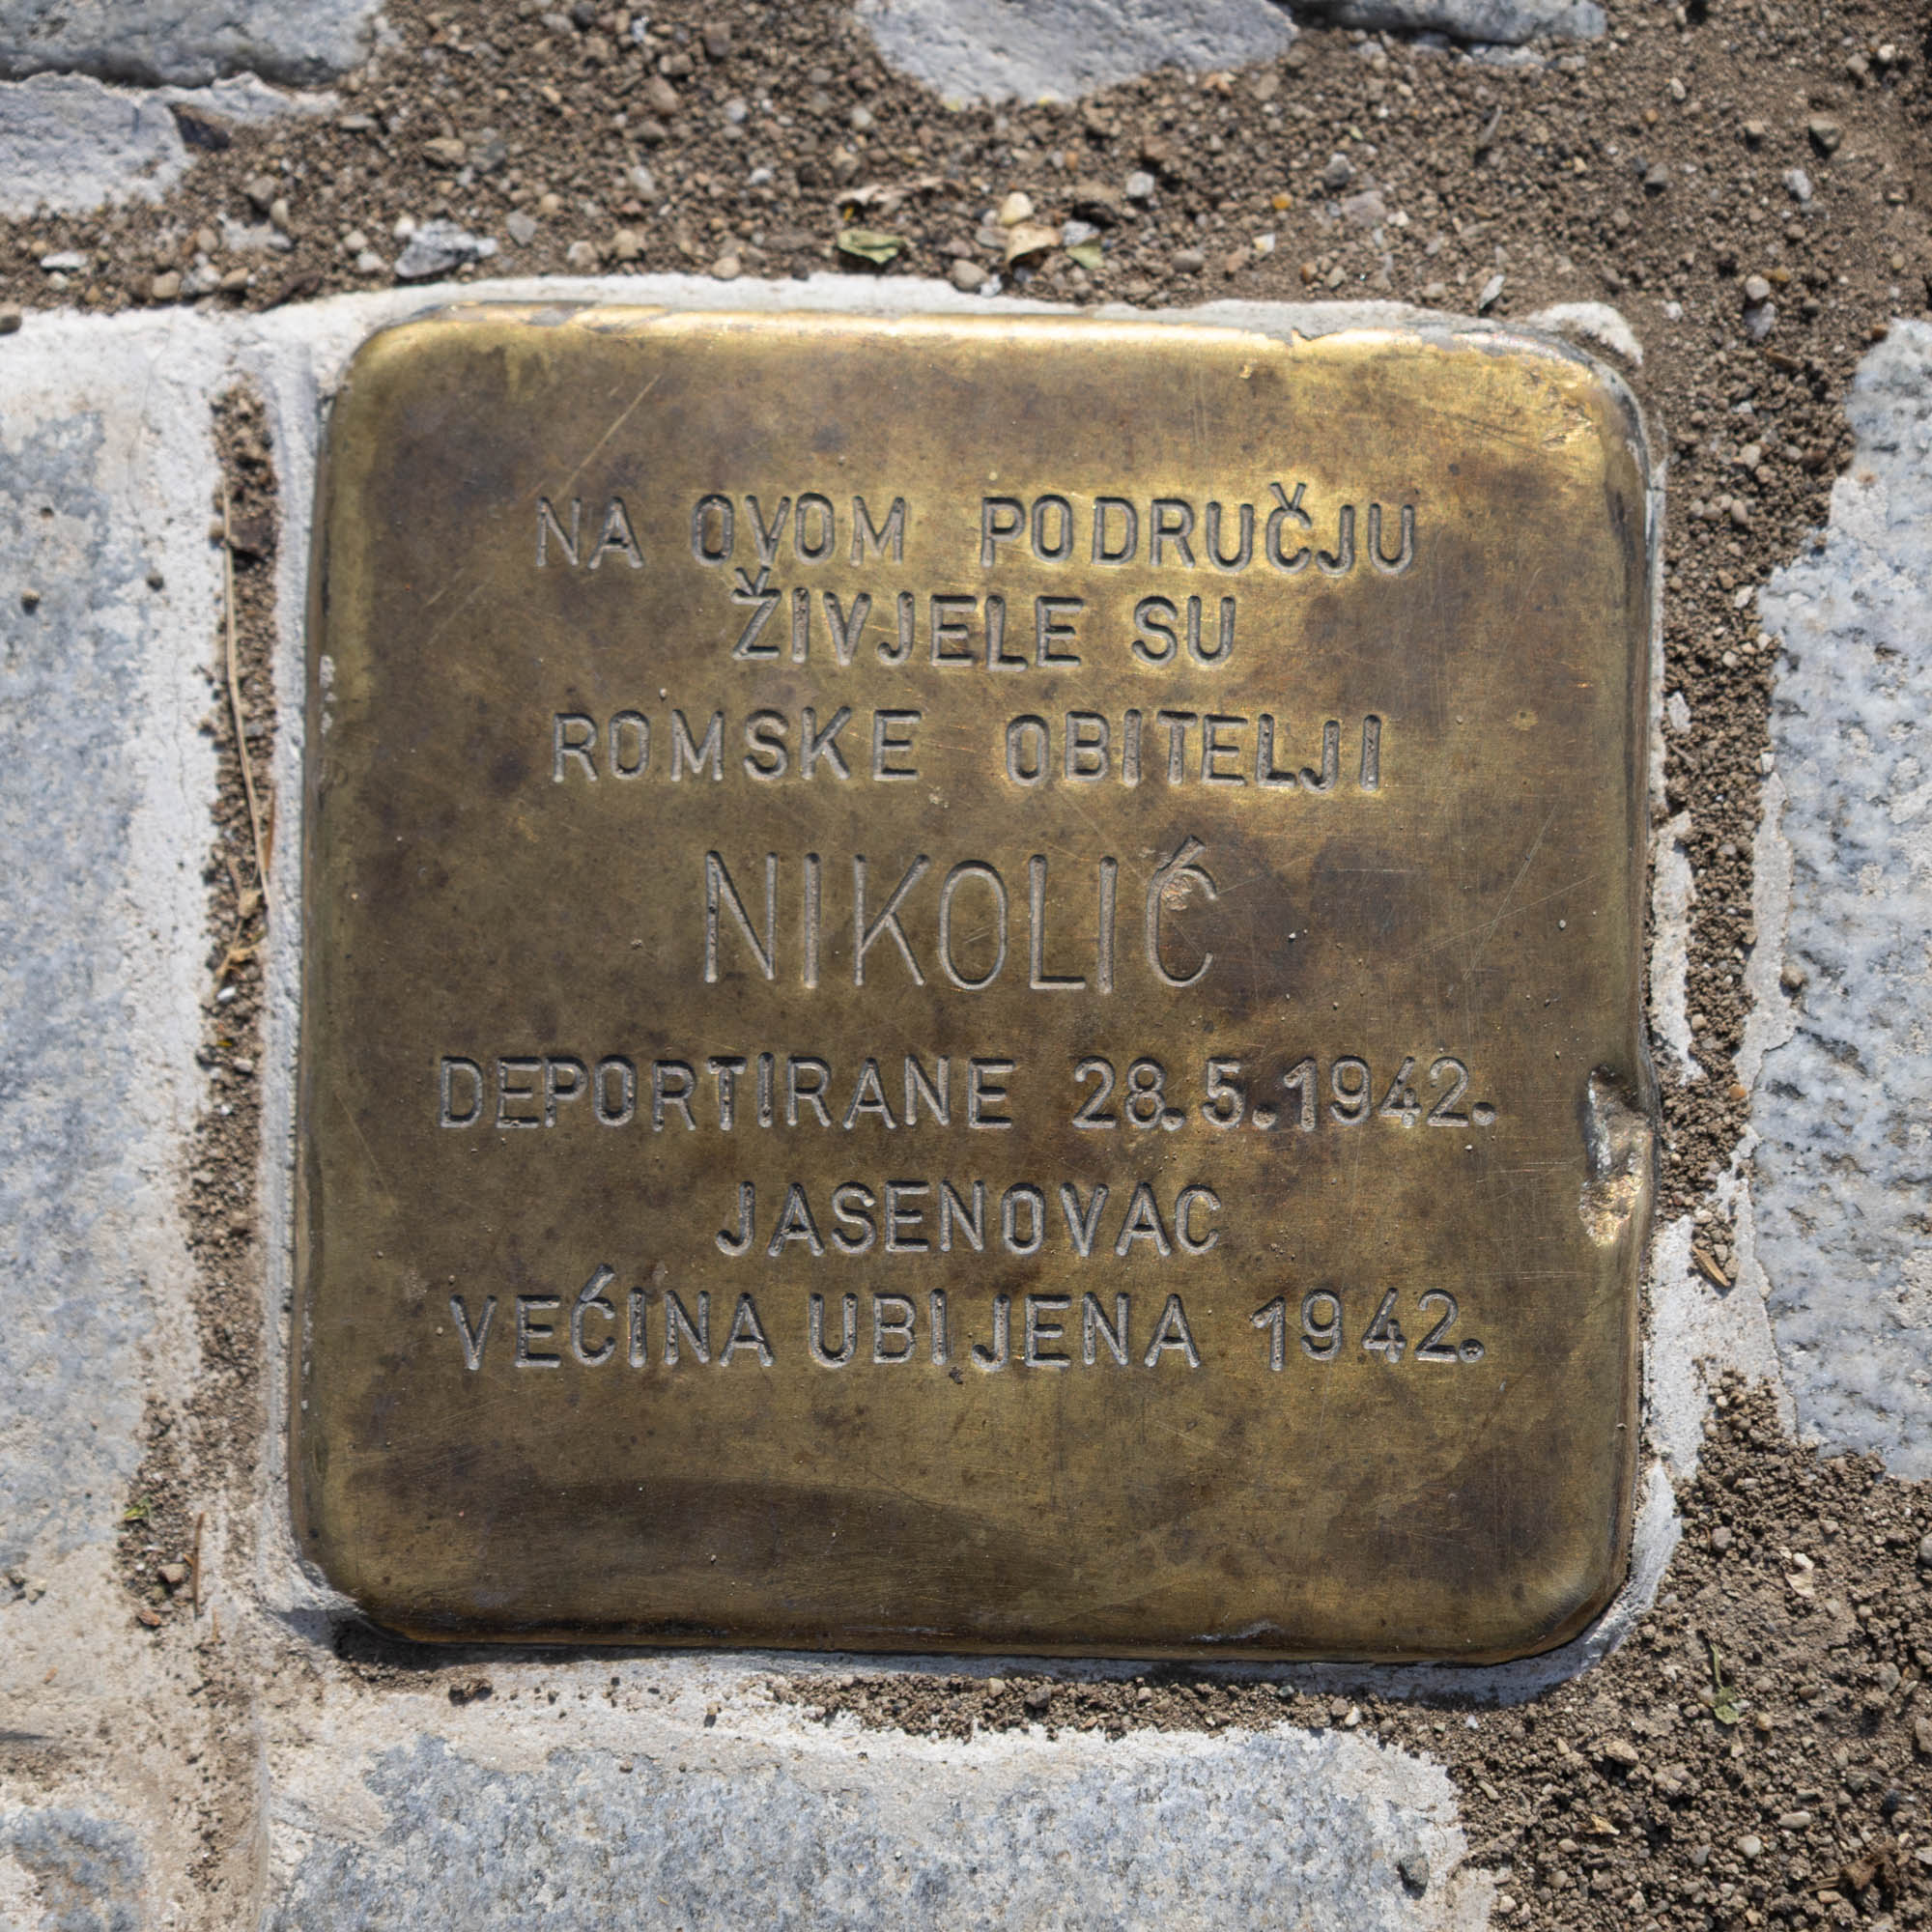 NA OVOM PODRUČJU
ŽIVJELE SU
ROMSKE OBITELJI
NIKOLIĆ
DEPORTIRANE 28.5.1942.
JASENOVAC
VEĆINA UBIJENA 1942.